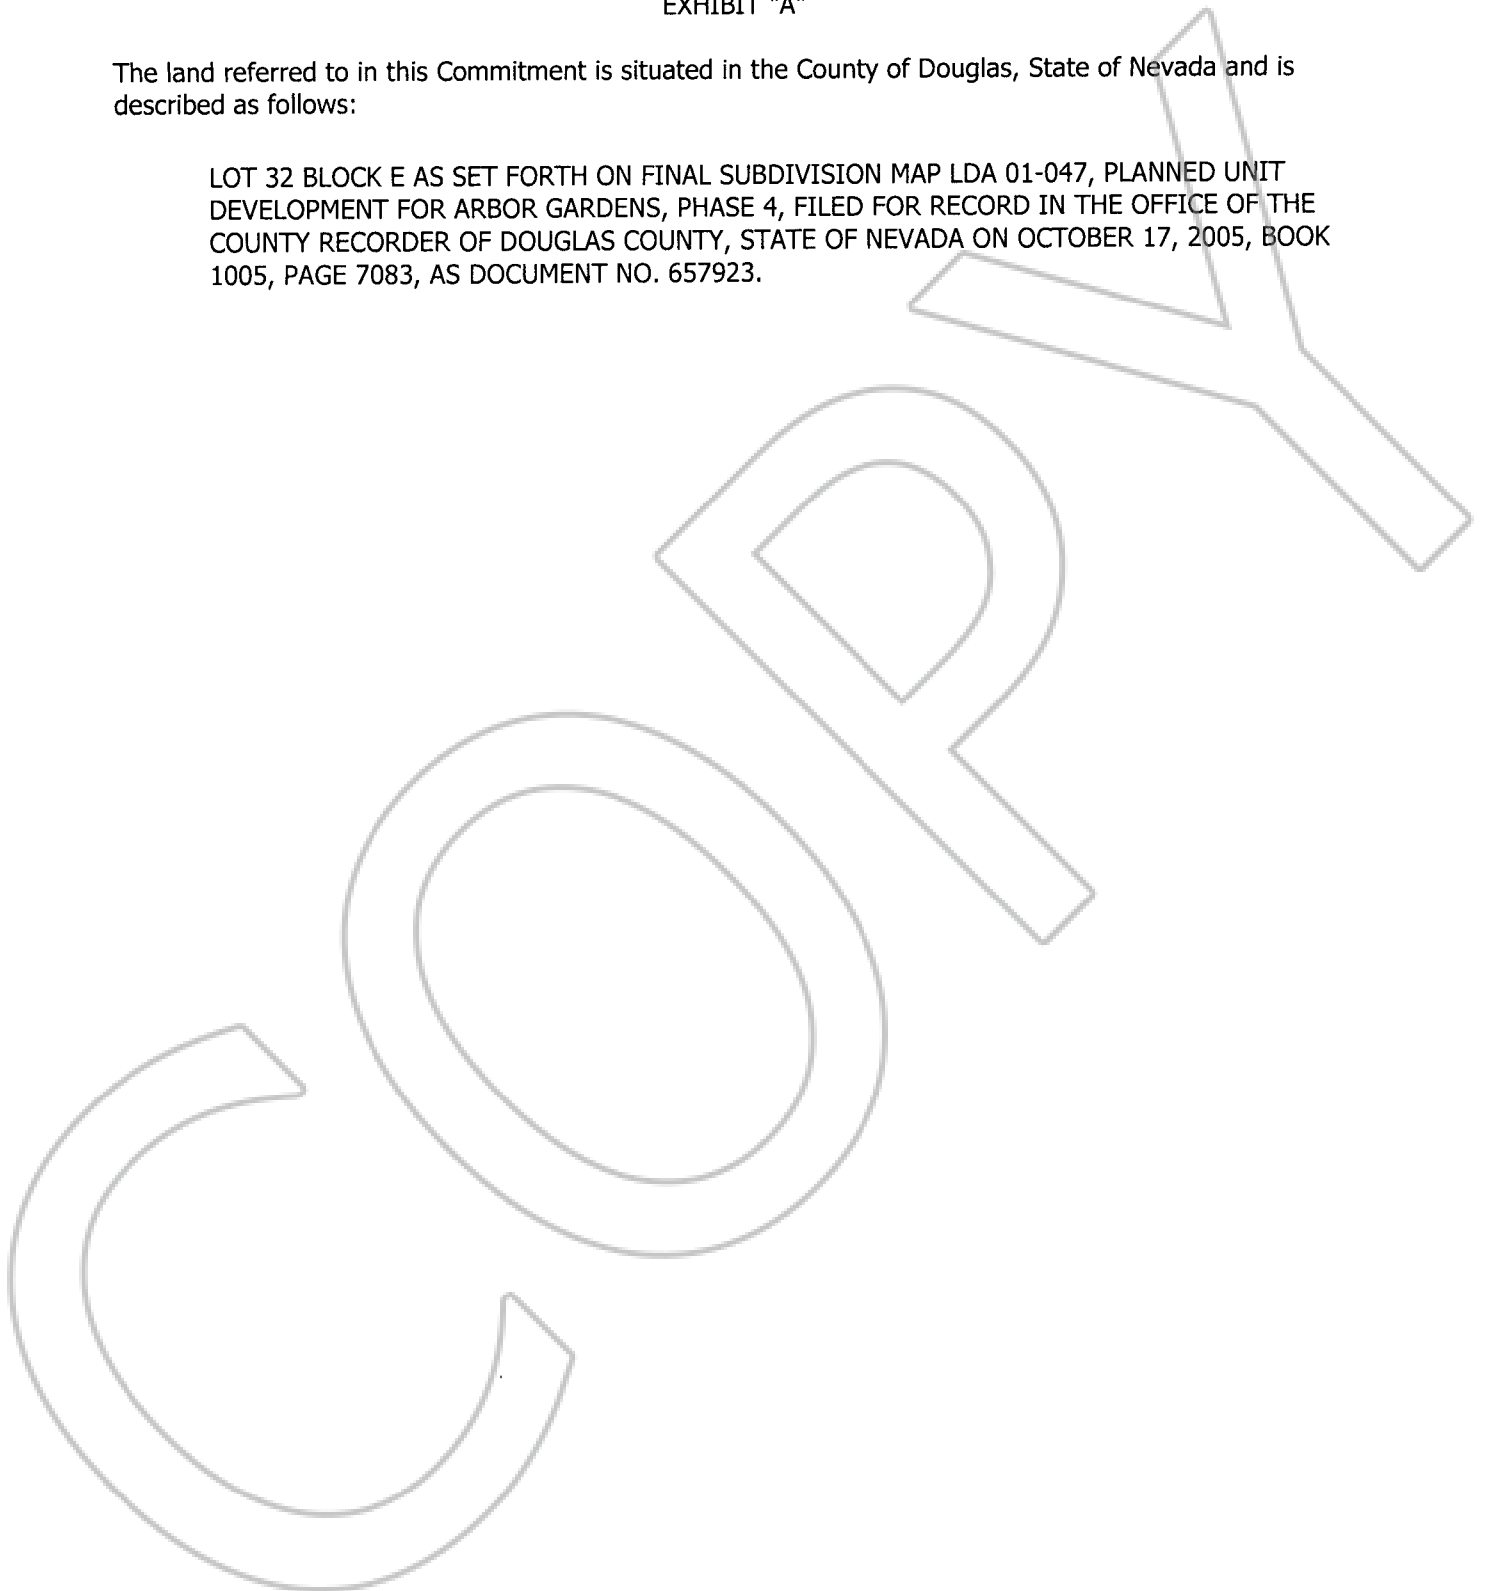 EXHIBIT "A"
The land referred to in this Commitment is situated in the County of Douglas, State of Nevada and is
described as follows:
LOT 32 BLOCK E AS SET FORTH ON FINAL SUBDIVISION MAP LDA 01-047, PLANNED UNIT
DEVELOPMENT FOR ARBOR GARDENS, PHASE 4, FILED FOR RECORD IN THE OFFICE OF THE
COUNTY RECORDER OF DOUGLAS COUNTY, STATE OF NEVADA ON OCTOBER 17, 2005, BOOK
1005, PAGE 7083, AS DOCUMENT NO. 657923.
COPY